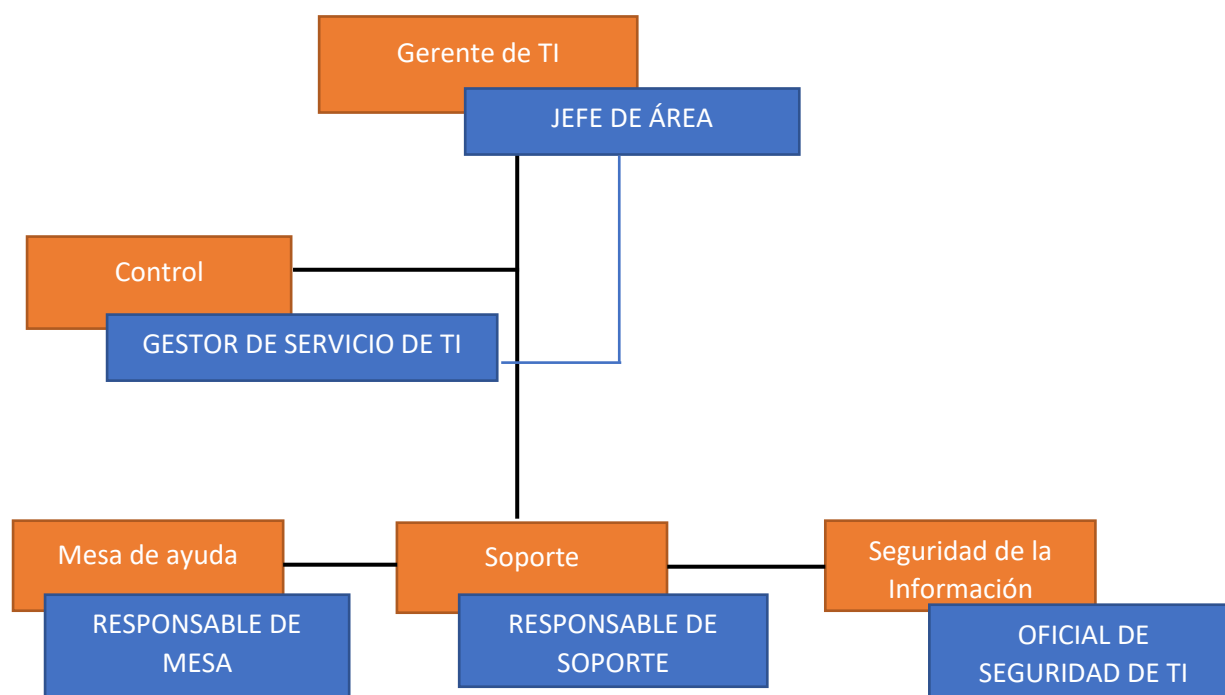 Gerente de TI
JEFE DE ÁREA
Control
GESTOR DE SERVICIO DE TI
Mesa de ayuda
RESPONSABLE DE
MESA
Soporte
RESPONSABLE DE
SOPORTE
Seguridad de la
Información
OFICIAL DE
SEGURIDAD DE TI